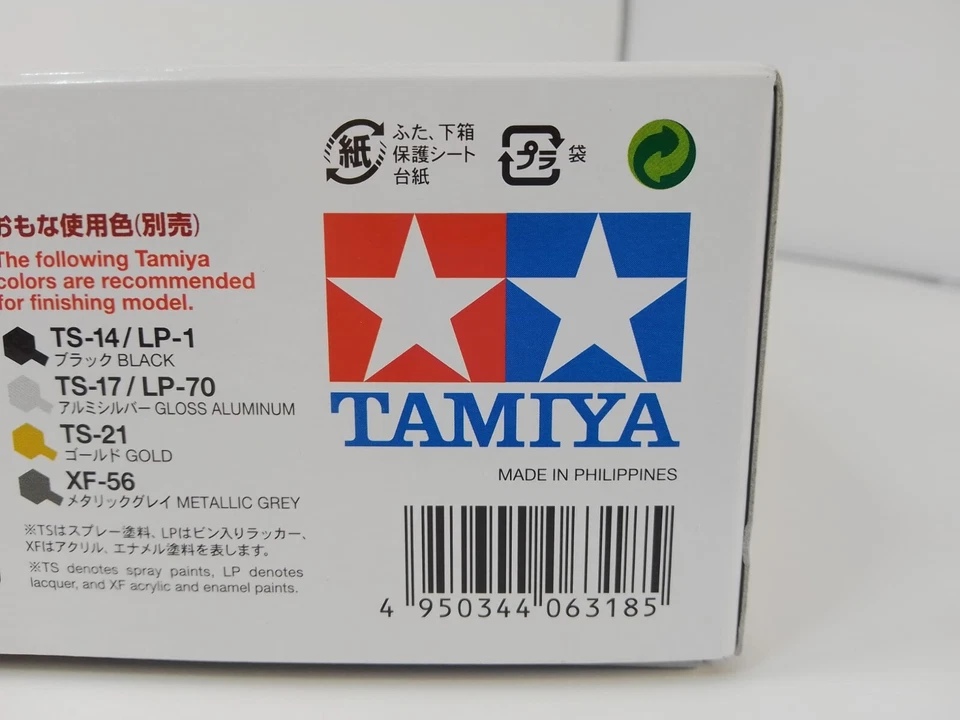 紙
ふた、下箱
保護シート
台紙
プラ
袋
おもな使用色(別売)
The following Tamiya
colors are recommended
for finishing model.
TS-14 / LP-1
ブラック BLACK
TS-17 / LP-70
アルミシルバー GLOSS ALUMINUM
TS-21
ゴールド GOLD
XF-56
メタリックグレイ METALLIC GREY
※TSはスプレー塗料、LPはビン入りラッカー、
XFはアクリル、エナメル塗料を表します。
※TS denotes spray paints, LP denotes
lacquer, and XF acrylic and enamel paints.
TAMIYA
MADE IN PHILIPPINES
4 950344 063185